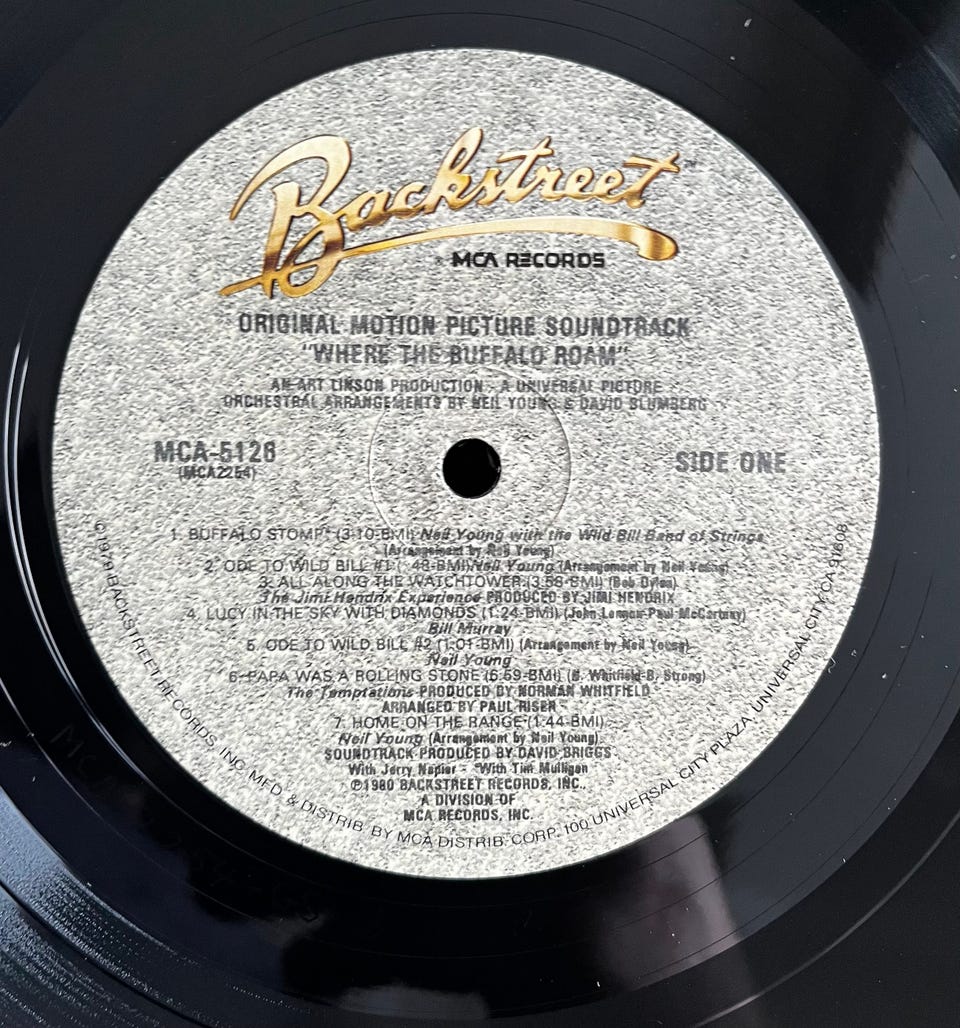 Backstreet™
MCA RECORDS
ORIGINAL MOTION PICTURE SOUNDTRACK
"WHERE THE BUFFALO ROAM"
AN ART LINSON PRODUCTION - A UNIVERSAL PICTURE
ORCHESTRAL ARRANGEMENTS BY NEIL YOUNG & DAVID BLUMBERG
MCA-5126
(MCA2254)
SIDE ONE
1. BUFFALO STOMP* (3:10-BMI) Neil Young with the Wild Bill Band of Strings
(Arrangement by Neil Young)
2. ODE TO WILD BILL #1 (:48-BMI) Neil Young (Arrangement by Neil Young)
3. ALL ALONG THE WATCHTOWER (3:58-BMI) (Bob Dylan)
The Jimi Hendrix Experience PRODUCED BY JIMI HENDRIX
4. LUCY IN THE SKY WITH DIAMONDS (1:24-BMI) (John Lennon-Paul McCartney)
Bill Murray
5. ODE TO WILD BILL #2 (1:01-BMI) (Arrangement by Neil Young)
Neil Young
6. PAPA WAS A ROLLING STONE (6:59-BMI) (B. Whitfield-B. Strong)
The Temptations PRODUCED BY NORMAN WHITFIELD
ARRANGED BY PAUL RISER
7. HOME ON THE RANGE (1:44-BMI)
Neil Young (Arrangement by Neil Young)
SOUNDTRACK PRODUCED BY DAVID BRIGGS
With Jerry Napier - *With Tim Mulligan
℗1980 BACKSTREET RECORDS, INC.,
A DIVISION OF
MCA RECORDS, INC.
©1979 BACKSTREET RECORDS, INC. MFD & DISTRIB. BY MCA DISTRIB. CORP. 100 UNIVERSAL CITY PLAZA, UNIVERSAL CITY CA. 91608